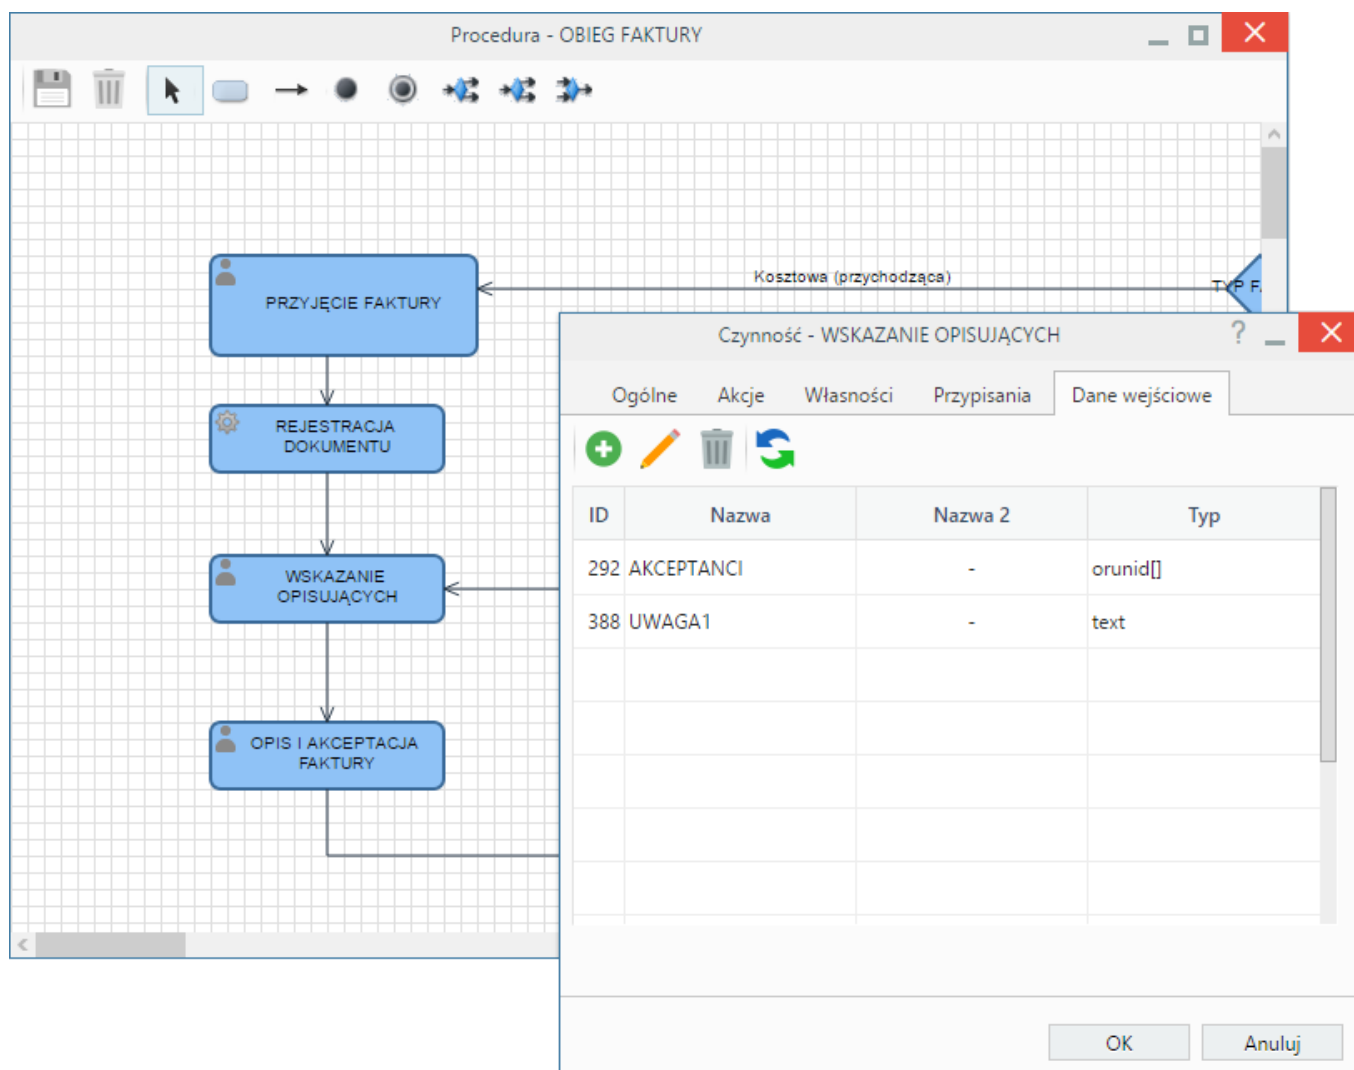 Procedura - OBIEG FAKTURY
Kosztowa (przychodząca)
TYP F
PRZYJĘCIE FAKTURY
REJESTRACJA
DOKUMENTU
WSKAZANIE
OPISUJĄCYCH
OPIS I AKCEPTACJA
FAKTURY
Czynność - WSKAZANIE OPISUJĄCYCH
?
Ogólne Akcje Własności Przypisania Dane wejściowe
ID Nazwa Nazwa 2 Typ
292 AKCEPTANCI - orunid[]
388 UWAGA1 - text
OK Anuluj